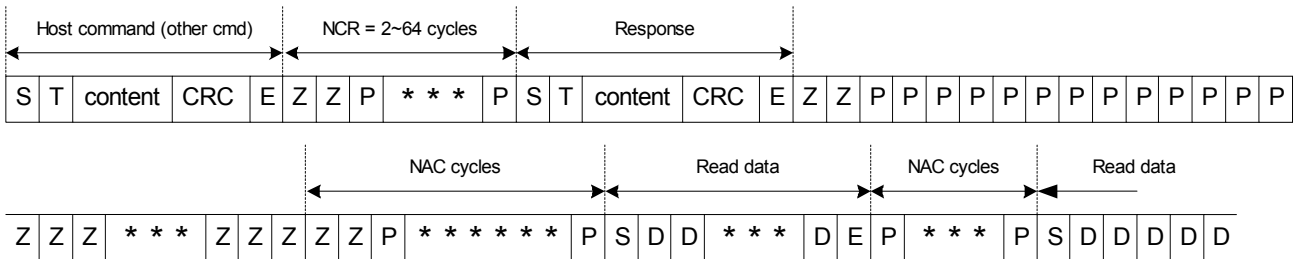 Host command (other cmd) NCR = 2~64 cycles Response
S T content CRC E Z Z P * * * P S T content CRC E Z Z P P P P P P P P P P P P P
NAC cycles Read data NAC cycles Read data
Z Z Z * * * Z Z Z Z Z P * * * * * * P S D D * * * D E P * * * P S D D D D D